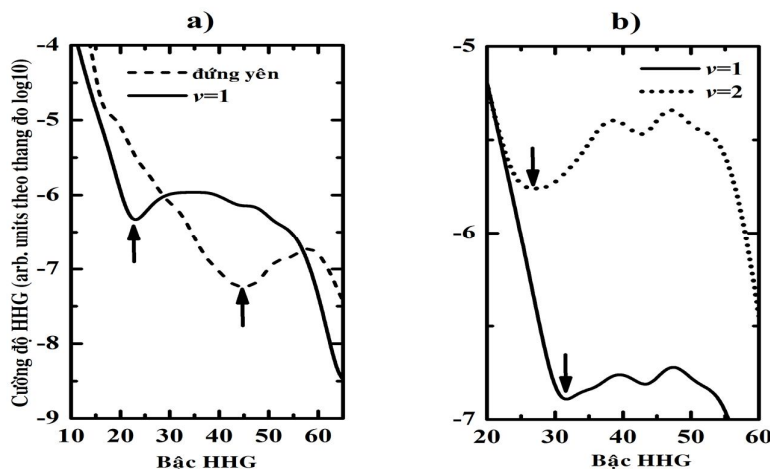 a)
b)
Cường độ HHG (arb. units theo thang đo log10)
-4
-5
-6
-7
-8
-9
đứng yên
v=1
10 20 30 40 50 60
Bậc HHG
-5
-6
-7
v=1
v=2
20 30 40 50 60
Bậc HHG